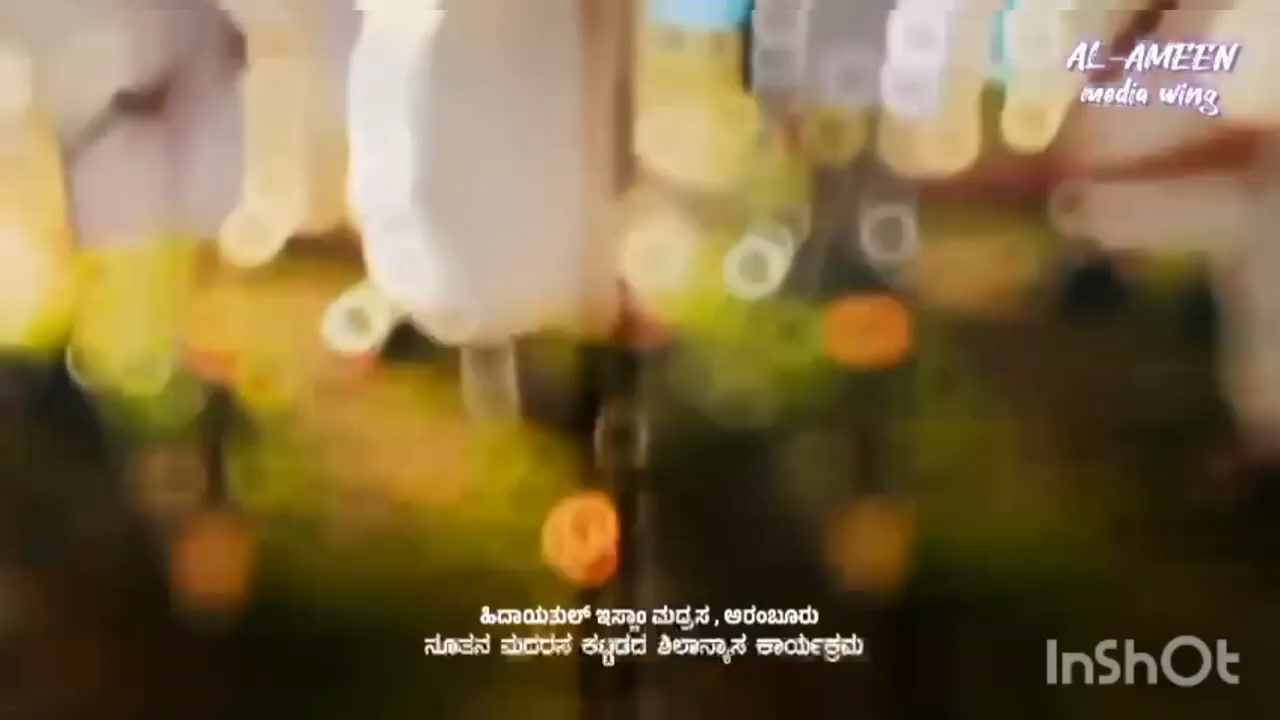 AL-AMEEN
media wing
ಹಿದಾಯತುಲ್ ಇಸ್ಲಾಂ ಮದ್ರಸ , ಅರಂಬೂರು
ನೂತನ ಮದರಸ ಕಟ್ಟಡದ ಶಿಲಾನ್ಯಾಸ ಕಾರ್ಯಕ್ರಮ
InShOt